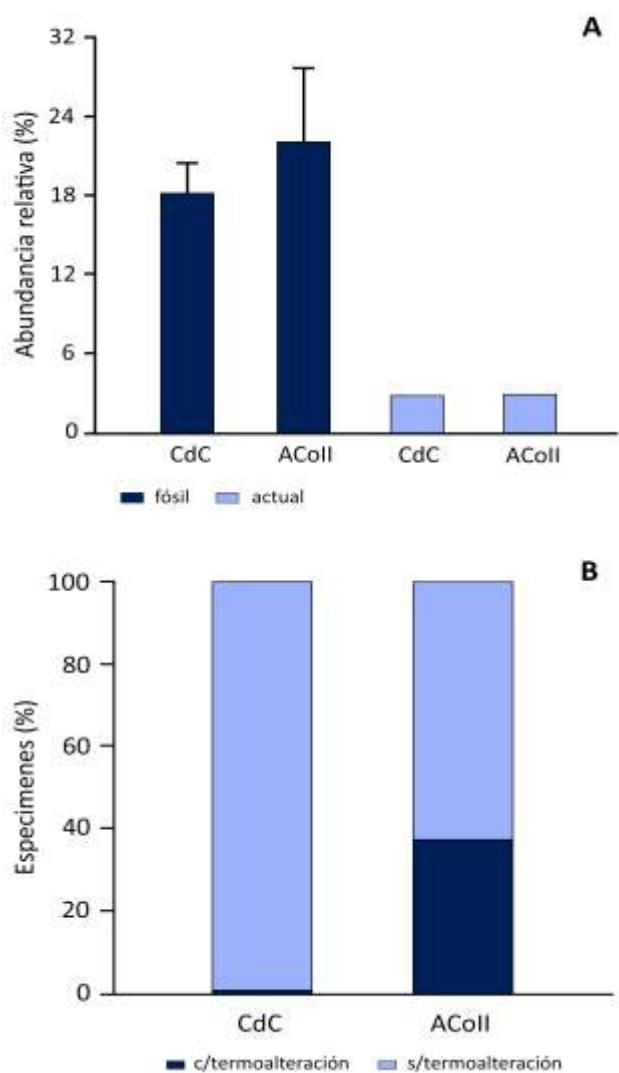 A
Abundancia relativa (%)
32
24
18
12
6
0
CdC ACoII CdC ACoII
fósil actual
B
Especímenes (%)
100
80
60
40
20
0
CdC ACoII
c/termoalteración s/termoalteración